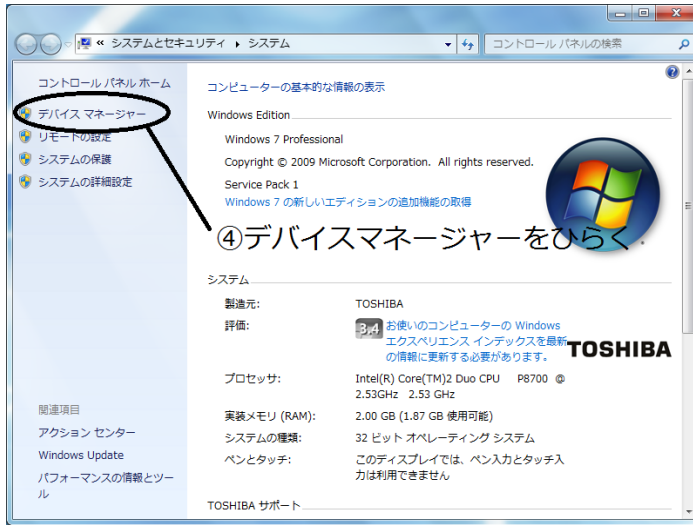 « システムとセキュリティ ▸ システム
コントロール パネルの検索
コントロール パネル ホーム
デバイス マネージャー
リモートの設定
システムの保護
システムの詳細設定
コンピューターの基本的な情報の表示
Windows Edition
Windows 7 Professional
Copyright © 2009 Microsoft Corporation.  All rights reserved.
Service Pack 1
Windows 7 の新しいエディションの追加機能の取得
④デバイスマネージャーをひらく.
システム
製造元: TOSHIBA
評価: 3.4 お使いのコンピューターの Windows
エクスペリエンス インデックスを最新
の情報に更新する必要があります。
TOSHIBA
プロセッサ: Intel(R) Core(TM)2 Duo CPU     P8700  @
2.53GHz   2.53 GHz
実装メモリ (RAM): 2.00 GB (1.87 GB 使用可能)
システムの種類: 32 ビット オペレーティング システム
ペンとタッチ: このディスプレイでは、ペン入力とタッチ入
力は利用できません
TOSHIBA サポート
関連項目
アクション センター
Windows Update
パフォーマンスの情報とツー
ル